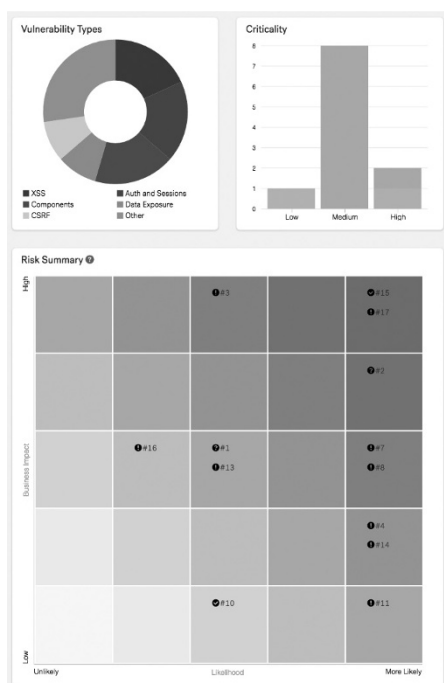 Vulnerability Types
XSS
Auth and Sessions
Components
Data Exposure
CSRF
Other
Criticality
8
7
6
5
4
3
2
1
0
Low
Medium
High
Risk Summary ?
High
Business Impact
Low
#3
#15
#17
#2
#16
#1
#13
#7
#8
#4
#14
#10
#11
Unlikely
Likelihood
More Likely